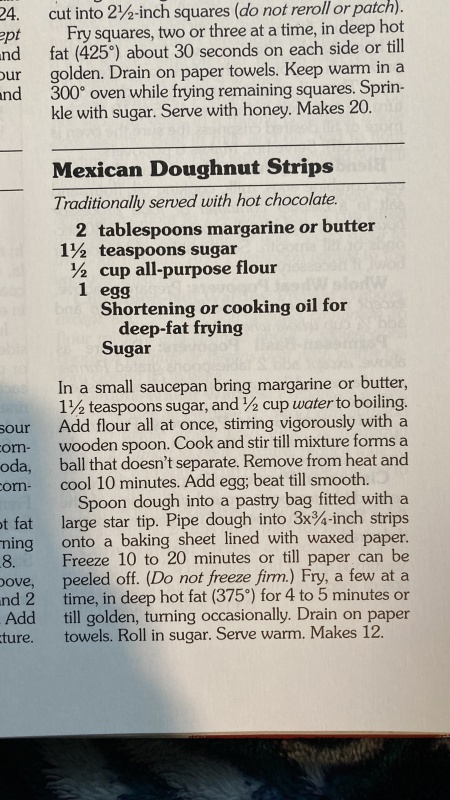 24.
ept
nd
our
nd
sour
corn-
oda,
corn-
ot fat
ming
8.
bove,
nd 2
Add
xture.
cut into 2½-inch squares (do not reroll or patch).
Fry squares, two or three at a time, in deep hot
fat (425°) about 30 seconds on each side or till
golden. Drain on paper towels. Keep warm in a
300° oven while frying remaining squares. Sprin-
kle with sugar. Serve with honey. Makes 20.
Mexican Doughnut Strips
Traditionally served with hot chocolate.
2 tablespoons margarine or butter
1½ teaspoons sugar
½ cup all-purpose flour
1 egg
Shortening or cooking oil for
deep-fat frying
Sugar
In a small saucepan bring margarine or butter,
1½ teaspoons sugar, and ½ cup water to boiling.
Add flour all at once, stirring vigorously with a
wooden spoon. Cook and stir till mixture forms a
ball that doesn't separate. Remove from heat and
cool 10 minutes. Add egg; beat till smooth.
Spoon dough into a pastry bag fitted with a
large star tip. Pipe dough into 3x¾-inch strips
onto a baking sheet lined with waxed paper.
Freeze 10 to 20 minutes or till paper can be
peeled off. (Do not freeze firm.) Fry, a few at a
time, in deep hot fat (375°) for 4 to 5 minutes or
till golden, turning occasionally. Drain on paper
towels. Roll in sugar. Serve warm. Makes 12.